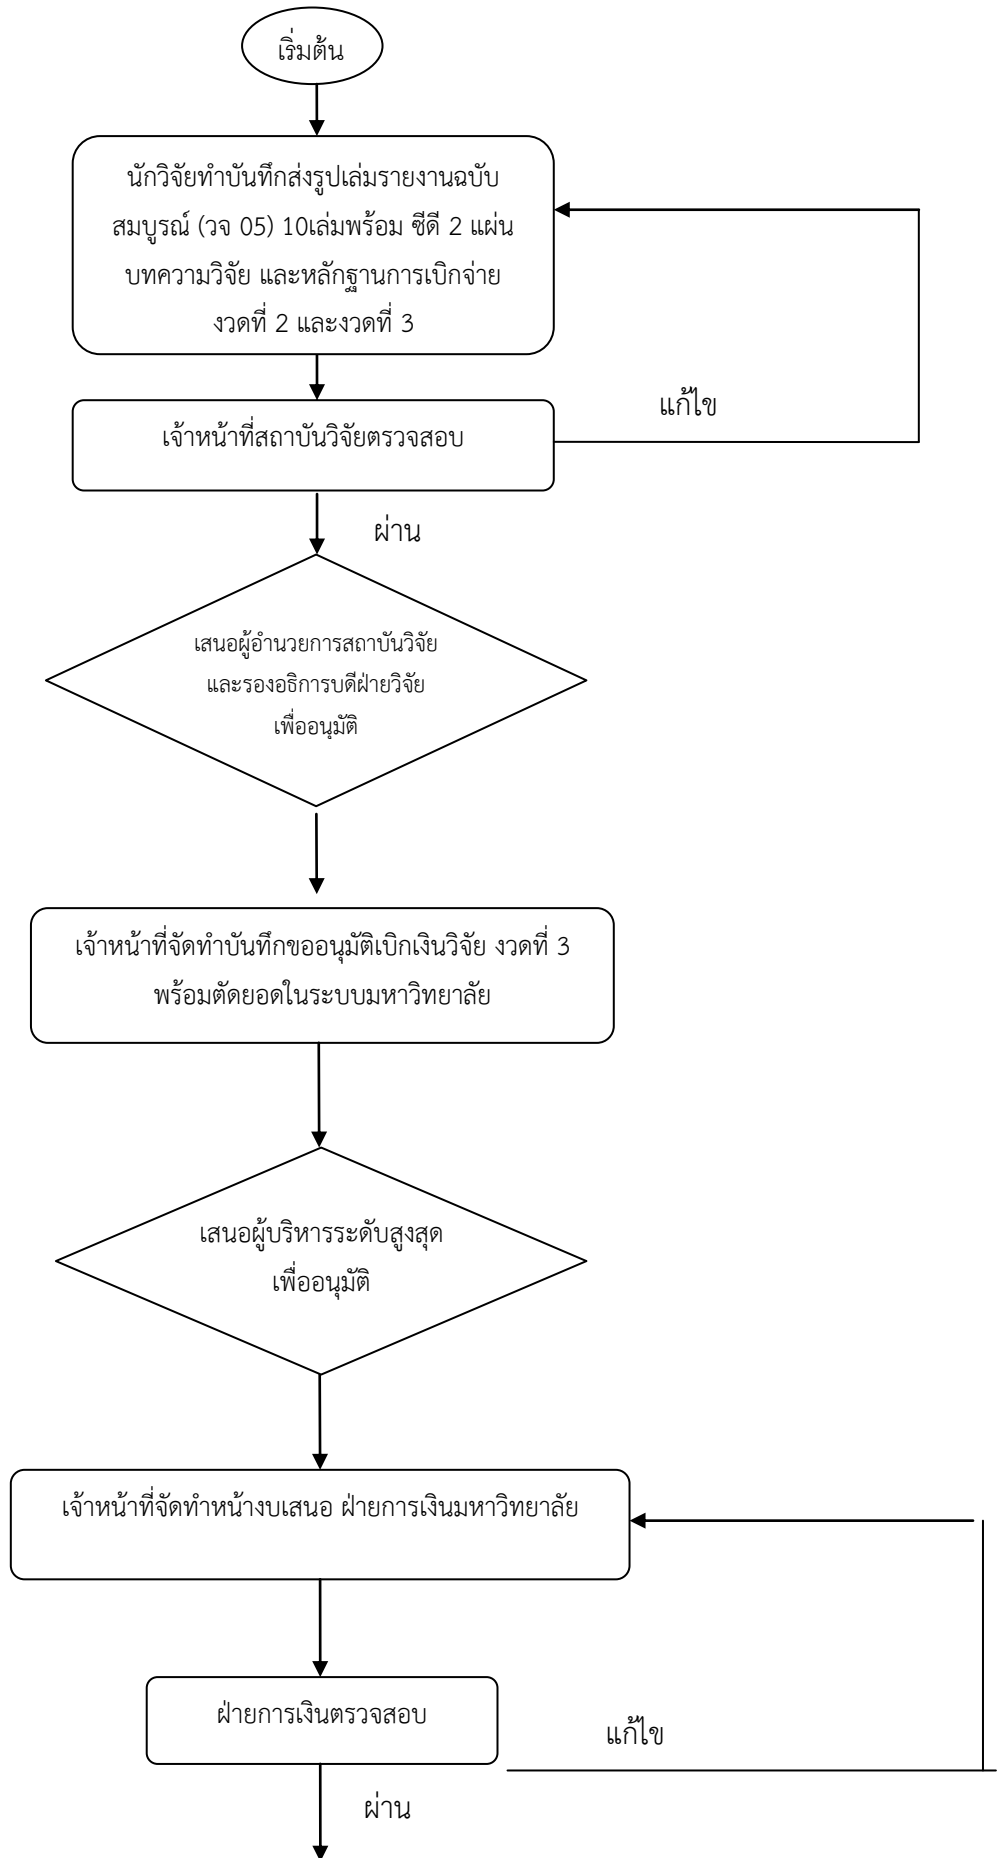 เริ่มต้น
นักวิจัยทำบันทึกส่งรูปเล่มรายงานฉบับ
สมบูรณ์ (วจ 05) 10เล่มพร้อม ซีดี 2 แผ่น
บทความวิจัย และหลักฐานการเบิกจ่าย
งวดที่ 2 และงวดที่ 3
แก้ไข
เจ้าหน้าที่สถาบันวิจัยตรวจสอบ
ผ่าน
เสนอผู้อำนวยการสถาบันวิจัย
และรองอธิการบดีฝ่ายวิจัย
เพื่ออนุมัติ
เจ้าหน้าที่จัดทำบันทึกขออนุมัติเบิกเงินวิจัย งวดที่ 3
พร้อมตัดยอดในระบบมหาวิทยาลัย
เสนอผู้บริหารระดับสูงสุด
เพื่ออนุมัติ
เจ้าหน้าที่จัดทำหน้างบเสนอ ฝ่ายการเงินมหาวิทยาลัย
ฝ่ายการเงินตรวจสอบ
แก้ไข
ผ่าน